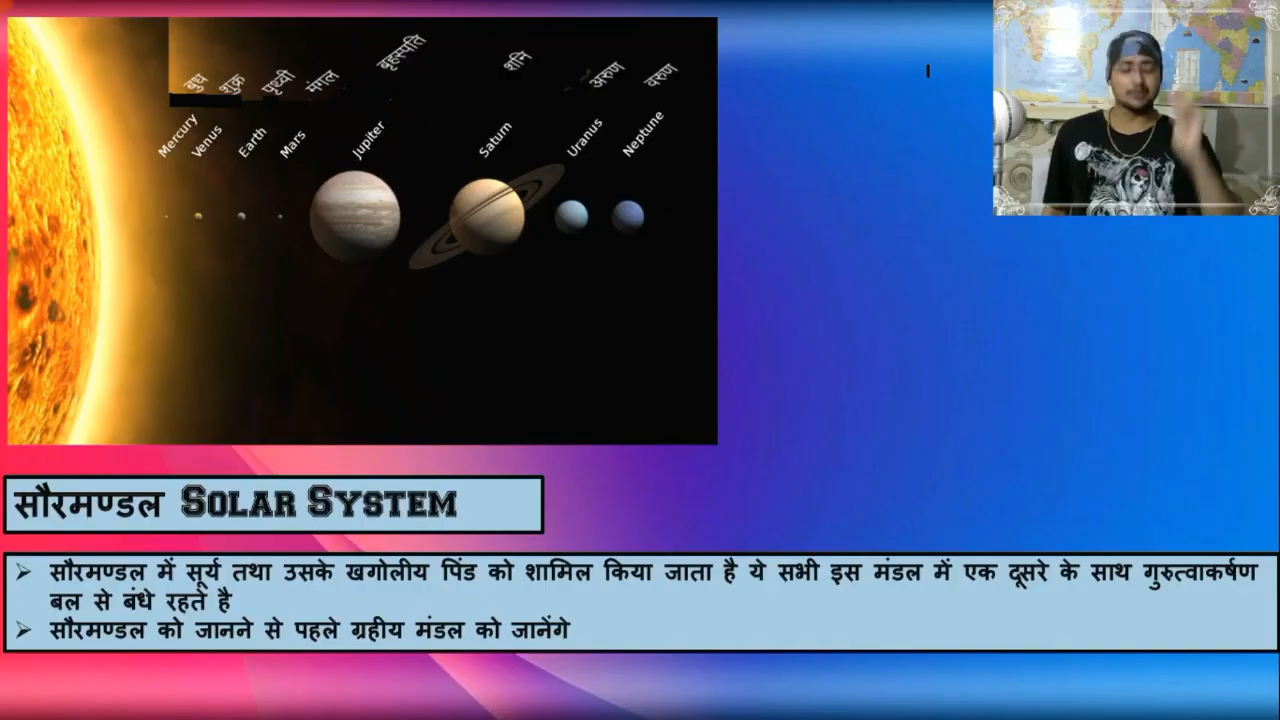 बुध
शुक्र
पृथ्वी
मंगल
बृहस्पति
शनि
अरुण
वरुण
Mercury
Venus
Earth
Mars
Jupiter
Saturn
Uranus
Neptune
सौरमण्डल SOLAR SYSTEM
➢ सौरमण्डल में सूर्य तथा उसके खगोलीय पिंड को शामिल किया जाता है ये सभी इस मंडल में एक दूसरे के साथ गुरुत्वाकर्षण
बल से बंधे रहते है
➢ सौरमण्डल को जानने से पहले ग्रहीय मंडल को जानेंगे